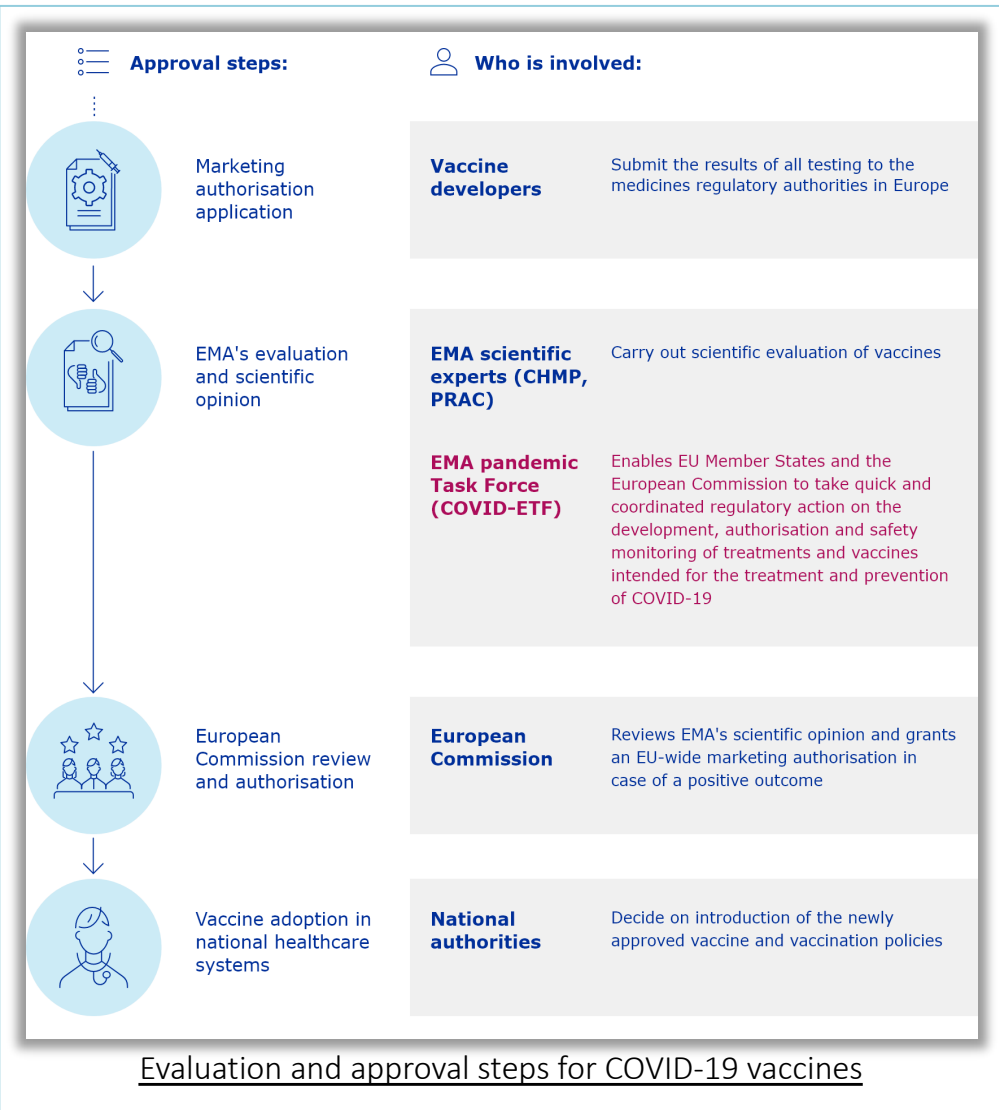 Approval steps:
Who is involved:
Marketing
authorisation
application
Vaccine
developers
Submit the results of all testing to the
medicines regulatory authorities in Europe
EMA's evaluation
and scientific
opinion
EMA scientific
experts (CHMP,
PRAC)
Carry out scientific evaluation of vaccines
EMA pandemic
Task Force
(COVID-ETF)
Enables EU Member States and the
European Commission to take quick and
coordinated regulatory action on the
development, authorisation and safety
monitoring of treatments and vaccines
intended for the treatment and prevention
of COVID-19
European
Commission review
and authorisation
European
Commission
Reviews EMA's scientific opinion and grants
an EU-wide marketing authorisation in
case of a positive outcome
Vaccine adoption in
national healthcare
systems
National
authorities
Decide on introduction of the newly
approved vaccine and vaccination policies
Evaluation and approval steps for COVID-19 vaccines